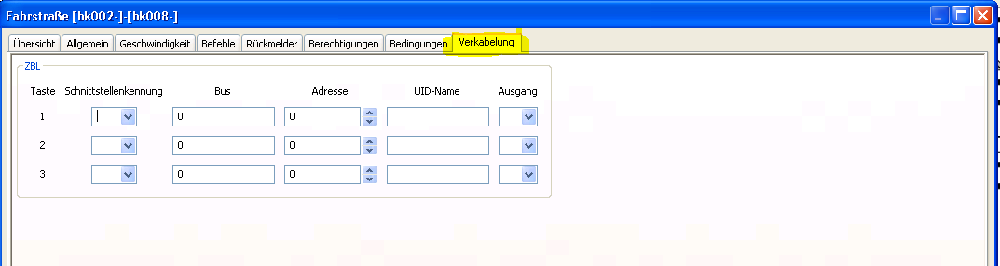 Fahrstraße [bk002-]-[bk008-]
Übersicht Allgemein Geschwindigkeit Befehle Rückmelder Berechtigungen Bedingungen Verkabelung
ZBL
Taste Schnittstellenkennung Bus Adresse UID-Name Ausgang
1 0 0
2 0 0
3 0 0